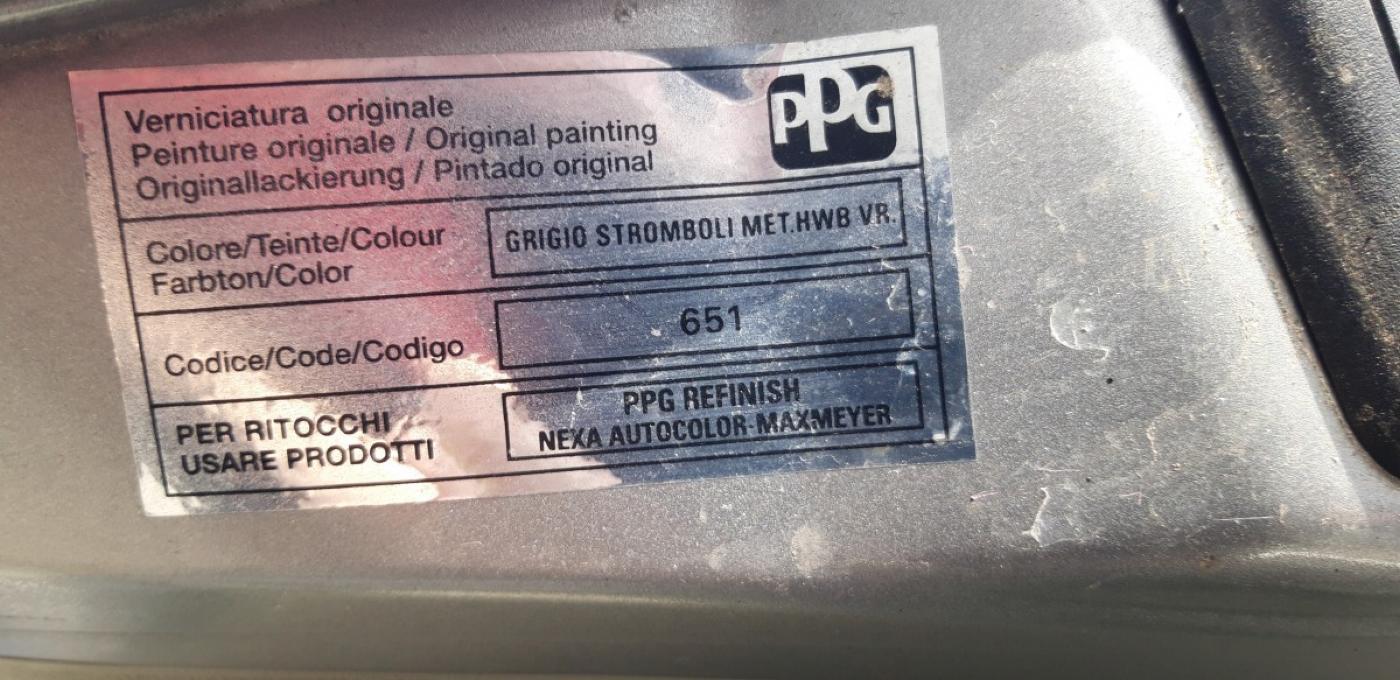 Verniciatura originale
Peinture originale / Original painting
Originallackierung / Pintado original
PPG
Colore/Teinte/Colour
Farbton/Color
GRIGIO STROMBOLI MET.HWB VR.
Codice/Code/Codigo
651
PER RITOCCHI
USARE PRODOTTI
PPG REFINISH
NEXA AUTOCOLOR-MAXMEYER